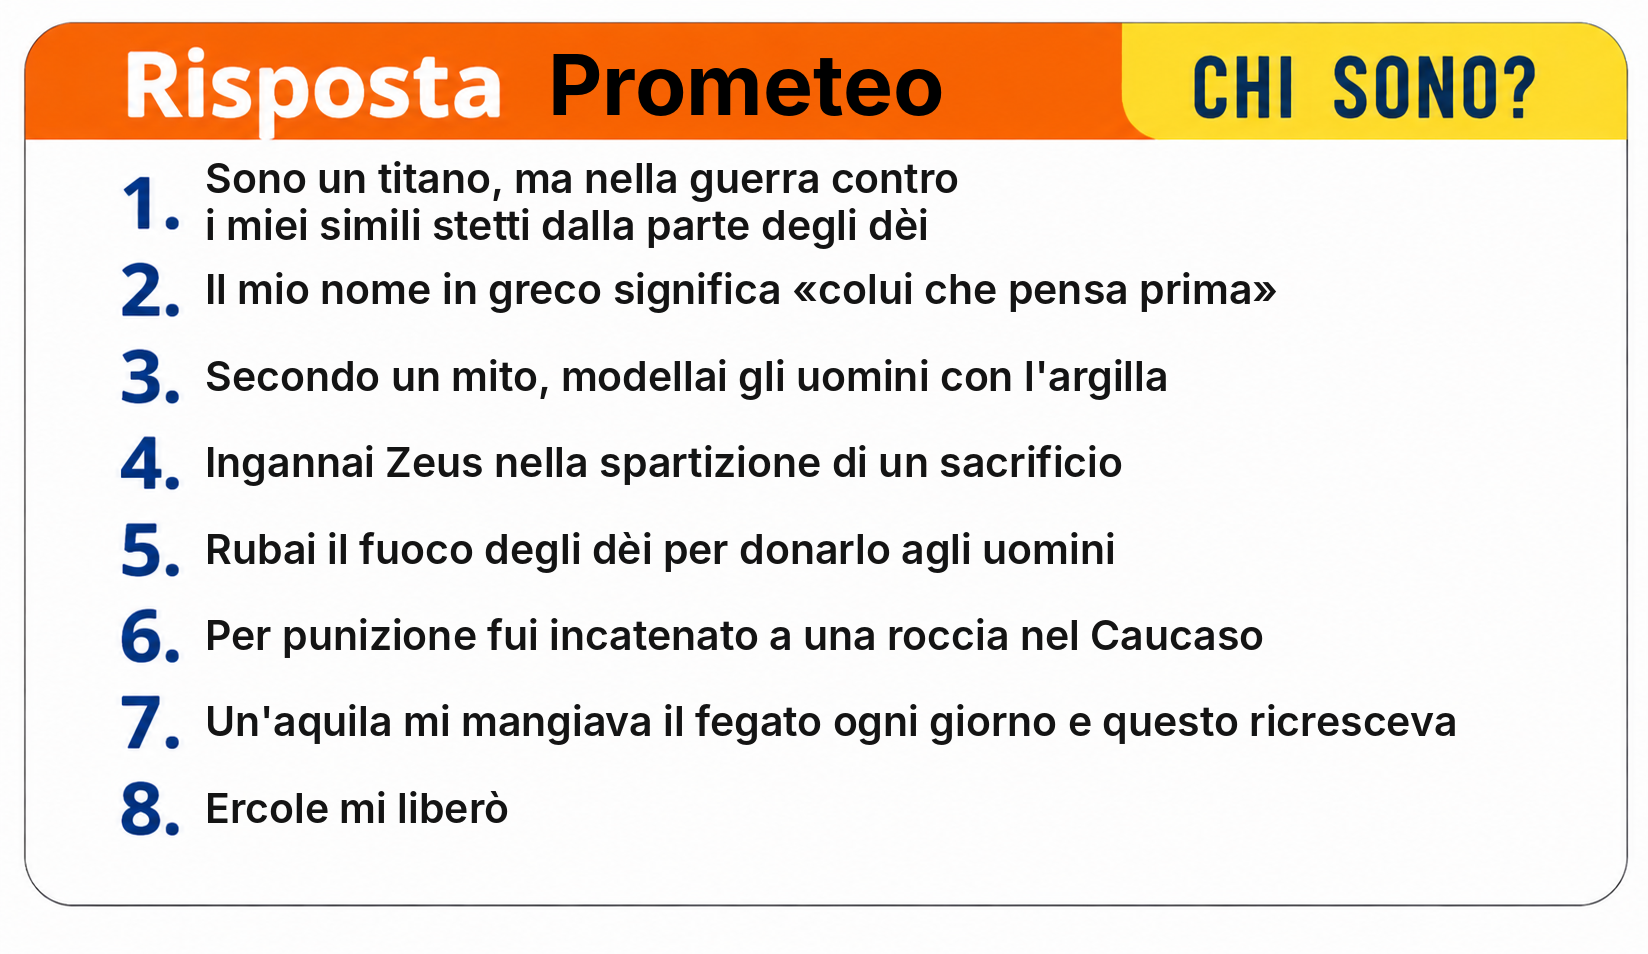 Risposta Prometeo CHI SONO?
1. Sono un titano, ma nella guerra contro
i miei simili stetti dalla parte degli dèi
2. Il mio nome in greco significa «colui che pensa prima»
3. Secondo un mito, modellai gli uomini con l'argilla
4. Ingannai Zeus nella spartizione di un sacrificio
5. Rubai il fuoco degli dèi per donarlo agli uomini
6. Per punizione fui incatenato a una roccia nel Caucaso
7. Un'aquila mi mangiava il fegato ogni giorno e questo ricresceva
8. Ercole mi liberò